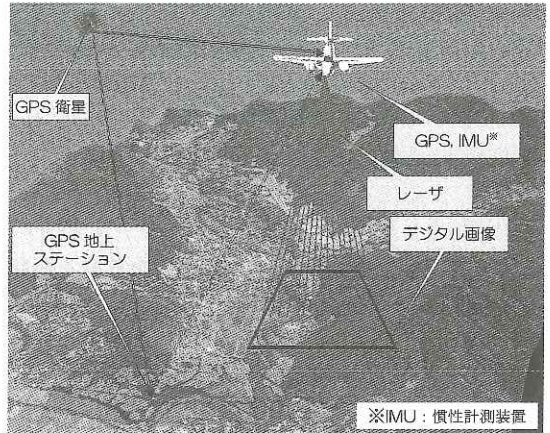 GPS 衛星
GPS, IMU※
レーザ
GPS 地上
ステーション
デジタル画像
※IMU : 慣性計測装置